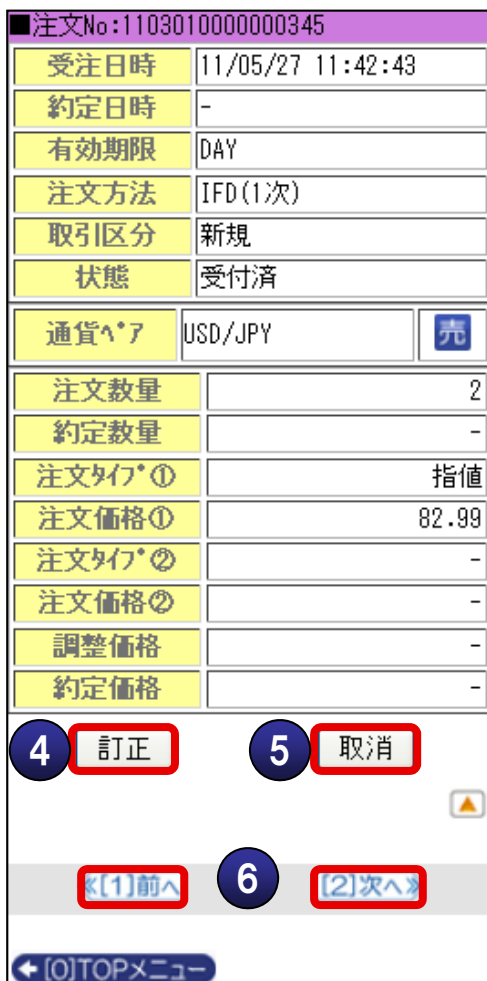 ■注文No:1103010000000345
受注日時 11/05/27 11:42:43
約定日時 -
有効期限 DAY
注文方法 IFD(1次)
取引区分 新規
状態 受付済
通貨ﾍﾟｱ USD/JPY 売
注文数量 2
約定数量 -
注文ﾀｲﾌﾟ① 指値
注文価格① 82.99
注文ﾀｲﾌﾟ② -
注文価格② -
調整価格 -
約定価格 -
4 訂正 5 取消
≪[1]前へ 6 [2]次へ≫
[0]TOPメニュー